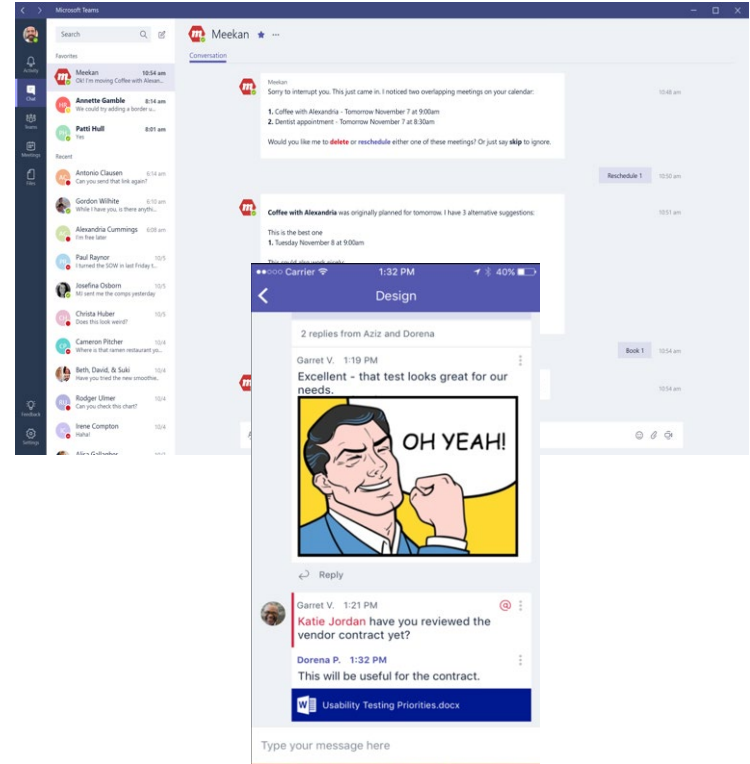 Microsoft Teams
Search
Activity
Chat
Teams
Meetings
Files
Feedback
Settings
Favorites
Meekan 10:54 am
Ok! I'm moving Coffee with Alexan...
Annette Gamble 8:14 am
We could try adding a border u...
Patti Hull 8:01 am
Yes
Recent
Antonio Clausen 6:14 am
Can you send that link again?
Gordon Wilhite 6:10 am
While I have you, is there anythi...
Alexandria Cummings 6:08 am
I'm free later
Paul Raynor 10/5
I turned the SOW in last Friday t...
Josefina Osborn 10/5
MJ sent me the comps yesterday
Christa Huber 10/5
Does this look weird?
Cameron Pitcher 10/4
Where is that ramen restaurant yo...
Beth, David, & Suki 10/4
Have you tried the new smoothie...
Rodger Ulmer 10/4
Can you check this chart?
Irene Compton 10/4
Haha!
Meekan
Conversation
Meekan
Sorry to interrupt you. This just came in. I noticed two overlapping meetings on your calendar: 10:48 am
1. Coffee with Alexandria - Tomorrow November 7 at 9:00am
2. Dentist appointment - Tomorrow November 7 at 8:30am
Would you like me to delete or reschedule either one of these meetings? Or just say skip to ignore.
Reschedule 1 10:50 am
Coffee with Alexandria was originally planned for tomorrow. I have 3 alternative suggestions: 10:51 am
This is the best one
1. Tuesday November 8 at 9:00am
Book 1 10:54 am
10:54 am
Carrier 1:32 PM 40%
Design
2 replies from Aziz and Dorena
Garret V. 1:19 PM
Excellent - that test looks great for our
needs.
OH YEAH!
Reply
Garret V. 1:21 PM
Katie Jordan have you reviewed the
vendor contract yet?
Dorena P. 1:32 PM
This will be useful for the contract.
Usability Testing Priorities.docx
Type your message here